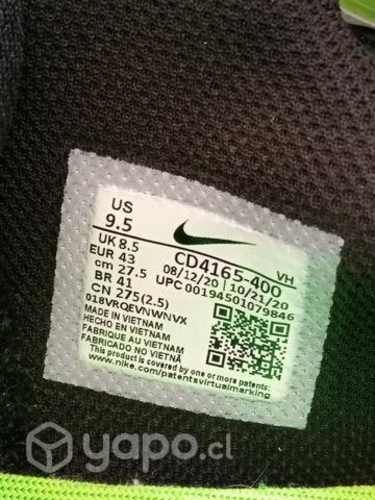 US
9.5
UK 8.5
EUR 43
cm 27.5
BR 41
CN 275(2.5)
CD4165-400 VH
08/12/20 | 10/21/20
UPC 00194501079846
018VRQEVNWNVX
MADE IN VIETNAM
HECHO EN VIETNAM
FABRIQUE AU VIETNAM
FABRICADO NO VIETNÃ
This product is covered by one or more patents:
www.nike.com/patentsvirtualmarking
yapo.cl